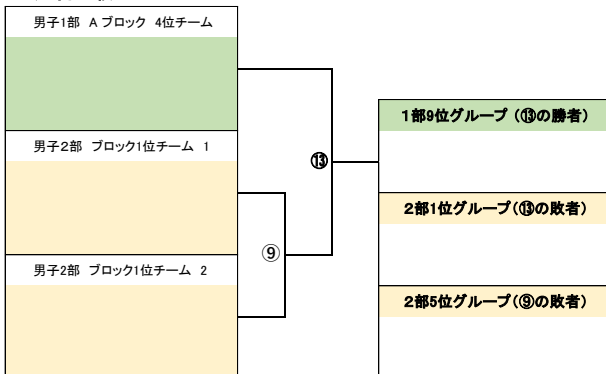 男子1部 A ブロック 4位チーム
男子2部 ブロック1位チーム 1
男子2部 ブロック1位チーム 2
⑨
⑬
1部9位グループ (⑬の勝者)
2部1位グループ(⑬の敗者)
2部5位グループ(⑨の敗者)